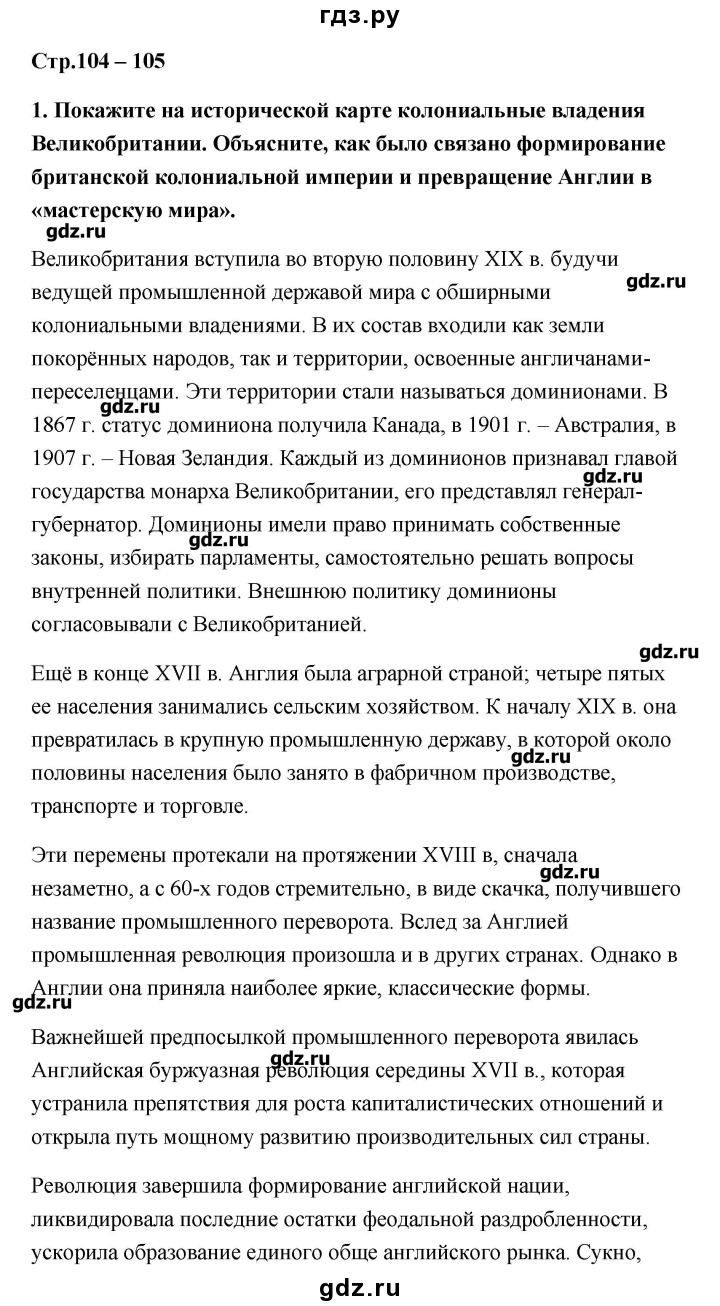 гдз.ру
Стр.104 – 105
1. Покажите на исторической карте колониальные владения
Великобритании. Объясните, как было связано формирование
британской колониальной империи и превращение Англии в
«мастерскую мира».
gdz.ru
Великобритания вступила во вторую половину XIX в. будучи
gdz.ru
ведущей промышленной державой мира с обширными
колониальными владениями. В их состав входили как земли
покорённых народов, так и территории, освоенные англичанами-
переселенцами. Эти территории стали называться доминионами. В
gdz.ru
1867 г. статус доминиона получила Канада, в 1901 г. – Австралия, в
1907 г. – Новая Зеландия. Каждый из доминионов признавал главой
gdz.ru
государства монарха Великобритании, его представлял генерал-
губернатор. Доминионы имели право принимать собственные
gdz.ru
законы, избирать парламенты, самостоятельно решать вопросы
внутренней политики. Внешнюю политику доминионы
согласовывали с Великобританией.
gdz.ru
Ещё в конце XVII в. Англия была аграрной страной; четыре пятых
ее населения занимались сельским хозяйством. К началу XIX в. она
превратилась в крупную промышленную державу, в которой около
gdz.ru
половины населения было занято в фабричном производстве,
транспорте и торговле.
Эти перемены протекали на протяжении XVIII в, сначала
gdz.ru
незаметно, а с 60-х годов стремительно, в виде скачка, получившего
название промышленного переворота. Вслед за Англией
промышленная революция произошла и в других странах. Однако в
Англии она приняла наиболее яркие, классические формы.
gdz.ru
Важнейшей предпосылкой промышленного переворота явилась
gdz.ru
Английская буржуазная революция середины XVII в., которая
устранила препятствия для роста капиталистических отношений и
открыла путь мощному развитию производительных сил страны.
Революция завершила формирование английской нации,
ликвидировала последние остатки феодальной раздробленности,
ускорила образование единого обще английского рынка. Сукно,
gdz.ru